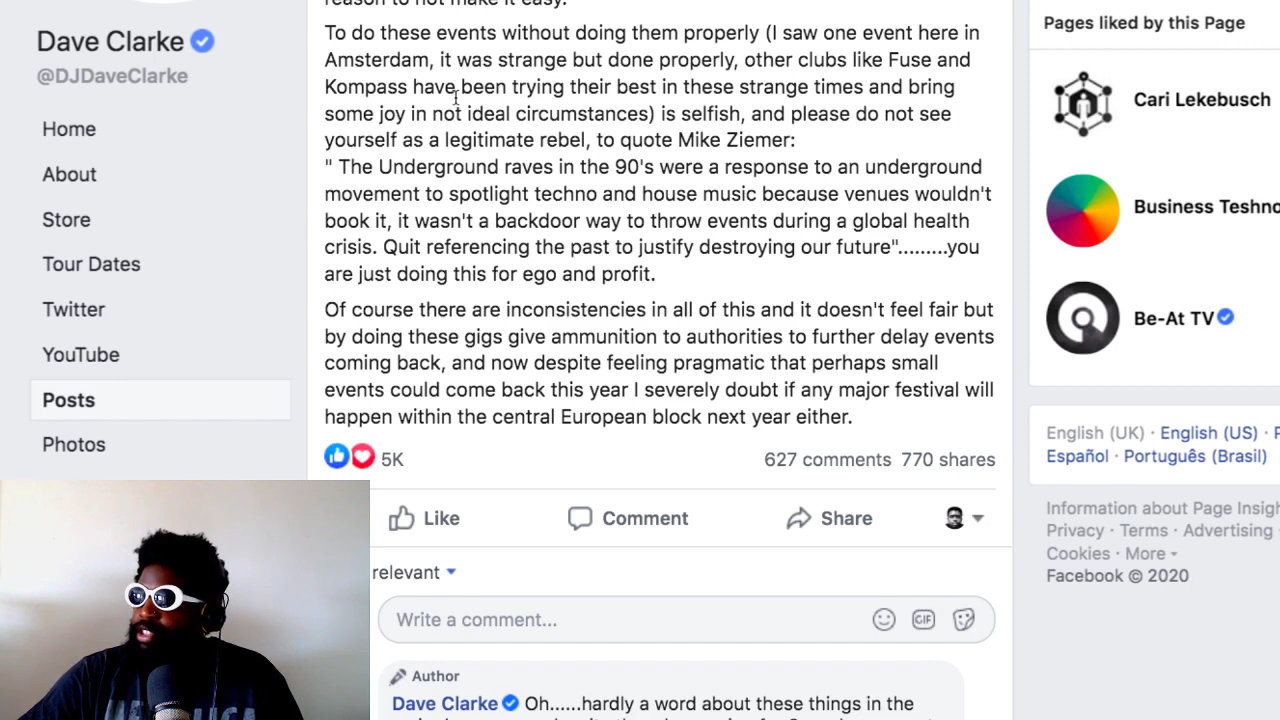 reason to not make it easy.
Dave Clarke
@DJDaveClarke
Home
About
Store
Tour Dates
Twitter
YouTube
Posts
Photos
To do these events without doing them properly (I saw one event here in
Amsterdam, it was strange but done properly, other clubs like Fuse and
Kompass have been trying their best in these strange times and bring
some joy in not ideal circumstances) is selfish, and please do not see
yourself as a legitimate rebel, to quote Mike Ziemer:
" The Underground raves in the 90's were a response to an underground
movement to spotlight techno and house music because venues wouldn't
book it, it wasn't a backdoor way to throw events during a global health
crisis. Quit referencing the past to justify destroying our future".........you
are just doing this for ego and profit.
Of course there are inconsistencies in all of this and it doesn't feel fair but
by doing these gigs give ammunition to authorities to further delay events
coming back, and now despite feeling pragmatic that perhaps small
events could come back this year I severely doubt if any major festival will
happen within the central European block next year either.
5K
627 comments 770 shares
Like Comment Share
relevant
Write a comment...
GIF
Author
Dave Clarke Oh......hardly a word about these things in the
Pages liked by this Page
Cari Lekebusch
Business Techno
Be-At TV
English (UK) · English (US) ·
Español · Português (Brasil)
Information about Page Insigh
Privacy · Terms · Advertising
Cookies · More
Facebook © 2020